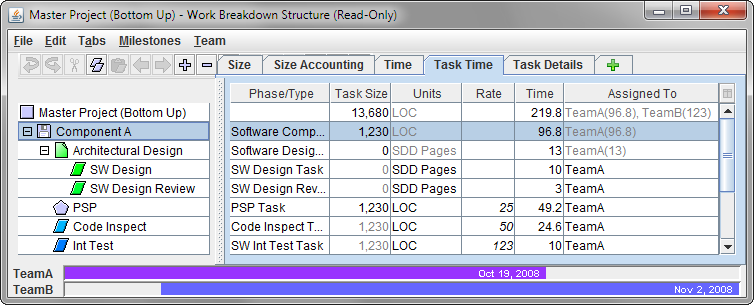 Master Project (Bottom Up) - Work Breakdown Structure (Read-Only)
File Edit Tabs Milestones Team
Size Size Accounting Time Task Time Task Details
Phase/Type Task Size Units Rate Time Assigned To
Master Project (Bottom Up) 13,680 LOC 219.8 TeamA(96.8), TeamB(123)
Component A Software Comp... 1,230 LOC 96.8 TeamA(96.8)
Architectural Design Software Desig... 0 SDD Pages 13 TeamA(13)
SW Design SW Design Task 0 SDD Pages 10 TeamA
SW Design Review SW Design Rev... 0 SDD Pages 3 TeamA
PSP PSP Task 1,230 LOC 25 49.2 TeamA
Code Inspect Code Inspect T... 1,230 LOC 50 24.6 TeamA
Int Test SW Int Test Task 1,230 LOC 123 10 TeamA
TeamA Oct 19, 2008
TeamB Nov 2, 2008